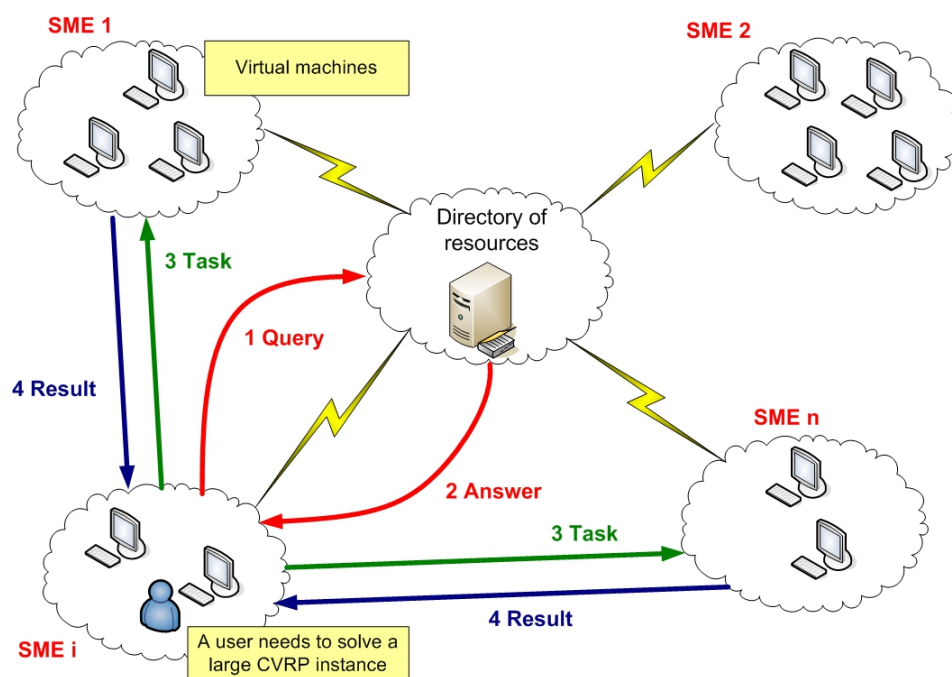 SME 1
Virtual machines
SME 2
Directory of
resources
3 Task
1 Query
4 Result
SME n
2 Answer
3 Task
4 Result
SME i
A user needs to solve a
large CVRP instance